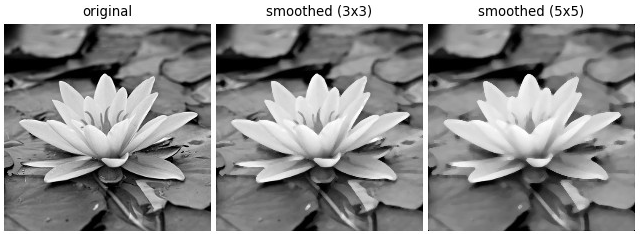 original
smoothed (3x3)
smoothed (5x5)